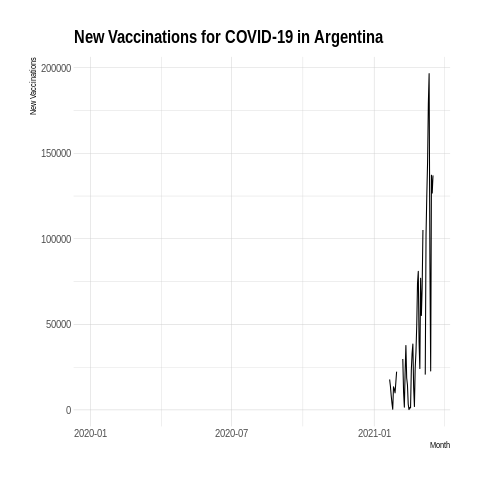 New Vaccinations for COVID-19 in Argentina
New Vaccinations
200000
150000
100000
50000
0
2020-01 2020-07 2021-01
Month